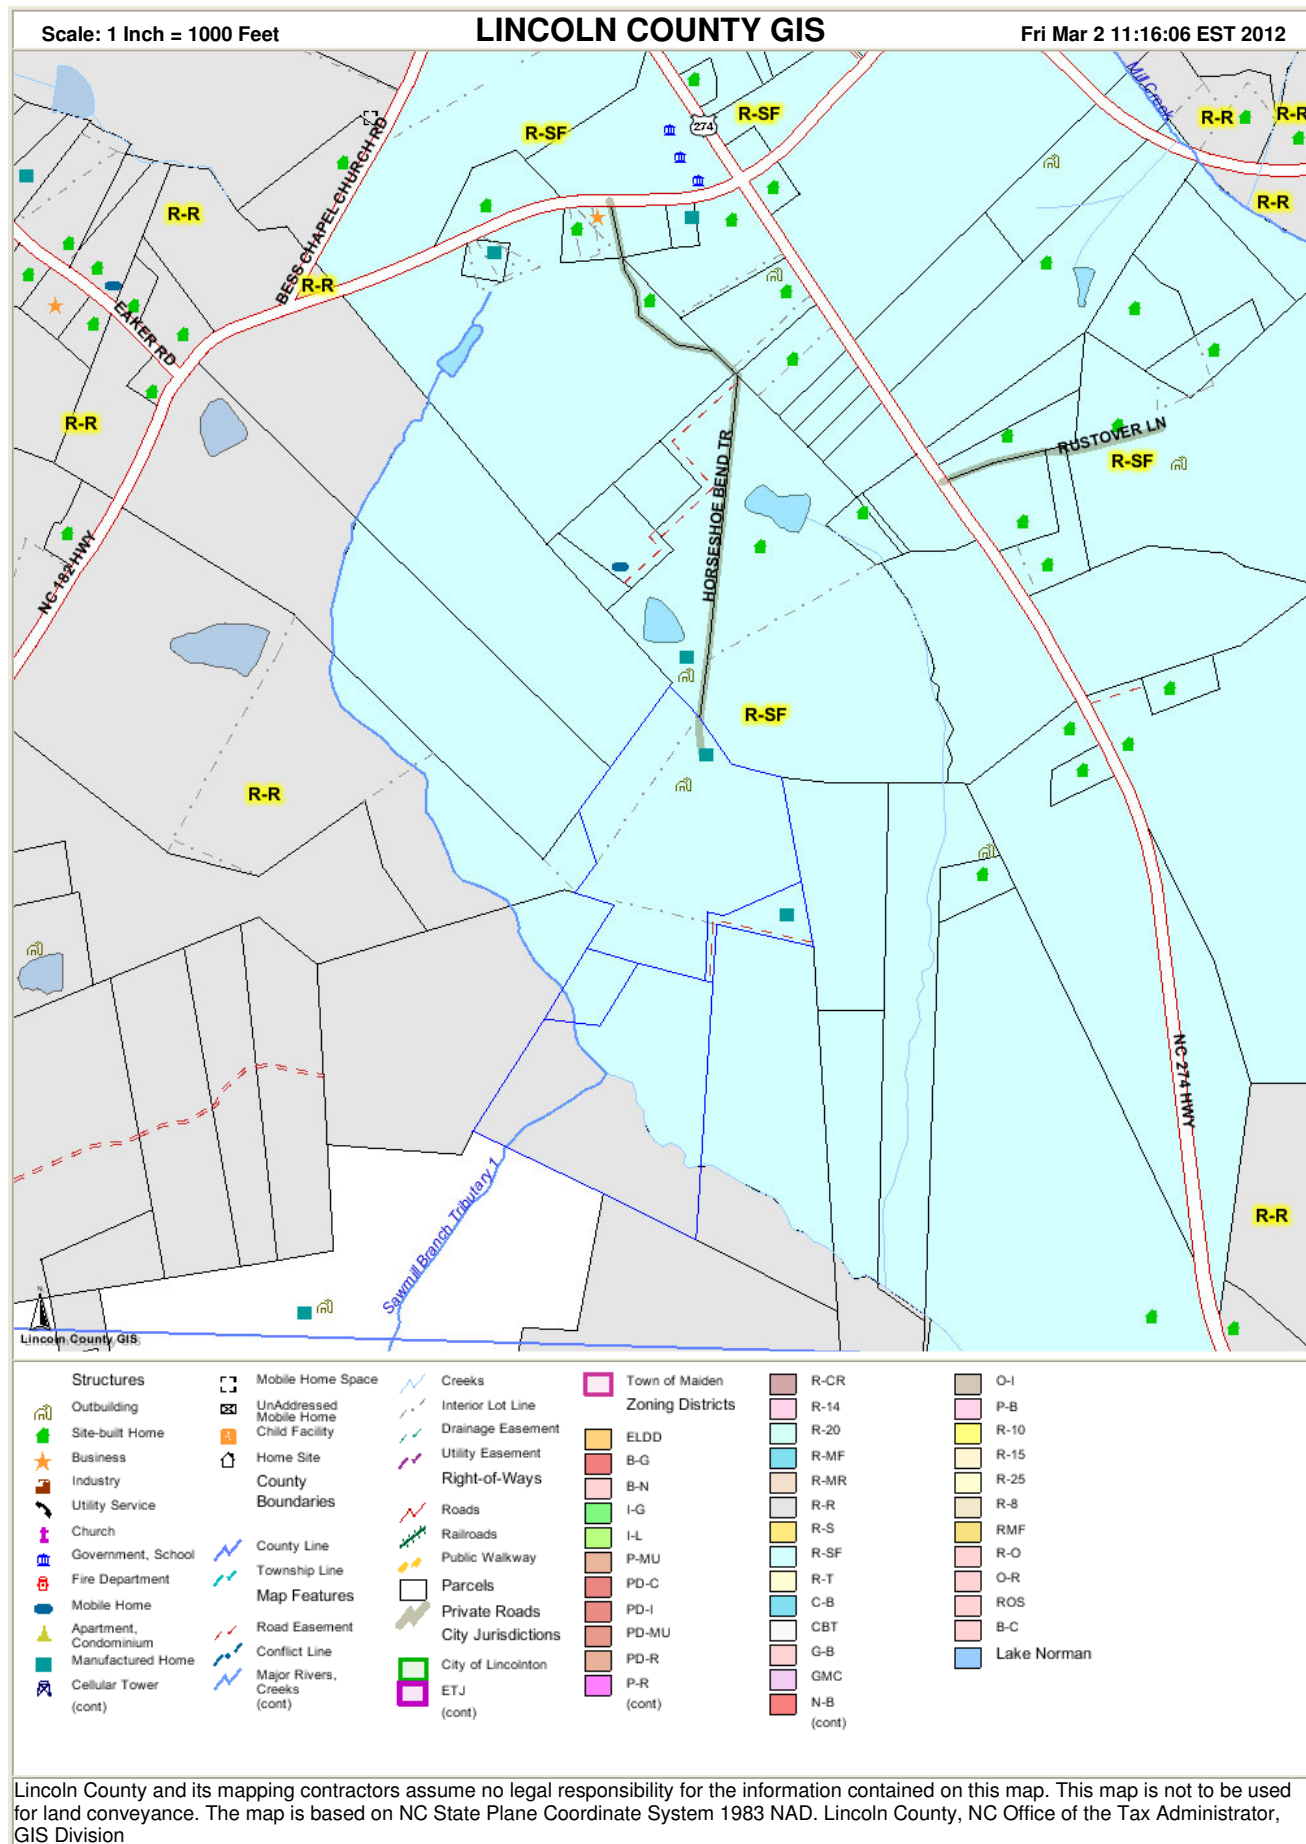 Scale: 1 Inch = 1000 Feet
LINCOLN COUNTY GIS
Fri Mar 2 11:16:06 EST 2012
Mill Creek
R-SF
R-SF
R-R
R-R
274
BESS CHAPEL CHURCH RD
R-R
R-R
R-R
EAKER RD
R-R
RUSTOVER LN
R-SF
HORSESHOE BEND TR
NC 182 HWY
R-SF
R-R
NC 274 HWY
Sawmill Branch Tributary 1
R-R
N
Lincoln County GIS
Structures
Outbuilding
Site-built Home
Business
Industry
Utility Service
Church
Government, School
Fire Department
Mobile Home
Apartment,
Condominium
Manufactured Home
Cellular Tower
(cont)
Mobile Home Space
UnAddressed
Mobile Home
Child Facility
Home Site
County
Boundaries
County Line
Township Line
Map Features
Road Easement
Conflict Line
Major Rivers,
Creeks
(cont)
Creeks
Interior Lot Line
Drainage Easement
Utility Easement
Right-of-Ways
Roads
Railroads
Public Walkway
Parcels
Private Roads
City Jurisdictions
City of Lincolnton
ETJ
(cont)
Town of Maiden
Zoning Districts
ELDD
B-G
B-N
I-G
I-L
P-MU
PD-C
PD-I
PD-MU
PD-R
P-R
(cont)
R-CR
R-14
R-20
R-MF
R-MR
R-R
R-S
R-SF
R-T
C-B
CBT
G-B
GMC
N-B
(cont)
O-I
P-B
R-10
R-15
R-25
R-8
RMF
R-O
O-R
ROS
B-C
Lake Norman
Lincoln County and its mapping contractors assume no legal responsibility for the information contained on this map. This map is not to be used
for land conveyance. The map is based on NC State Plane Coordinate System 1983 NAD. Lincoln County, NC Office of the Tax Administrator,
GIS Division